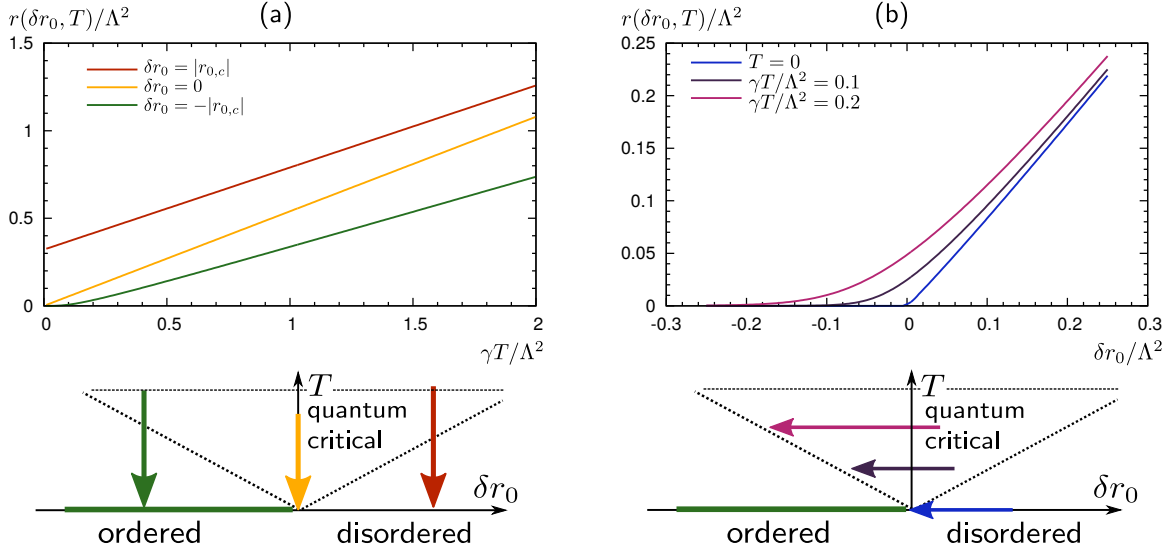 r(δr₀, T)/Λ²
(a)
1.5
1
0.5
0
δr₀ = |r₀,c|
δr₀ = 0
δr₀ = −|r₀,c|
0
0.5
1
1.5
2
γT/Λ²
T
quantum
critical
δr₀
ordered
disordered
r(δr₀, T)/Λ²
(b)
0.25
0.2
0.15
0.1
0.05
0
T = 0
γT/Λ² = 0.1
γT/Λ² = 0.2
-0.3
-0.2
-0.1
0
0.1
0.2
0.3
δr₀/Λ²
T
quantum
critical
δr₀
ordered
disordered